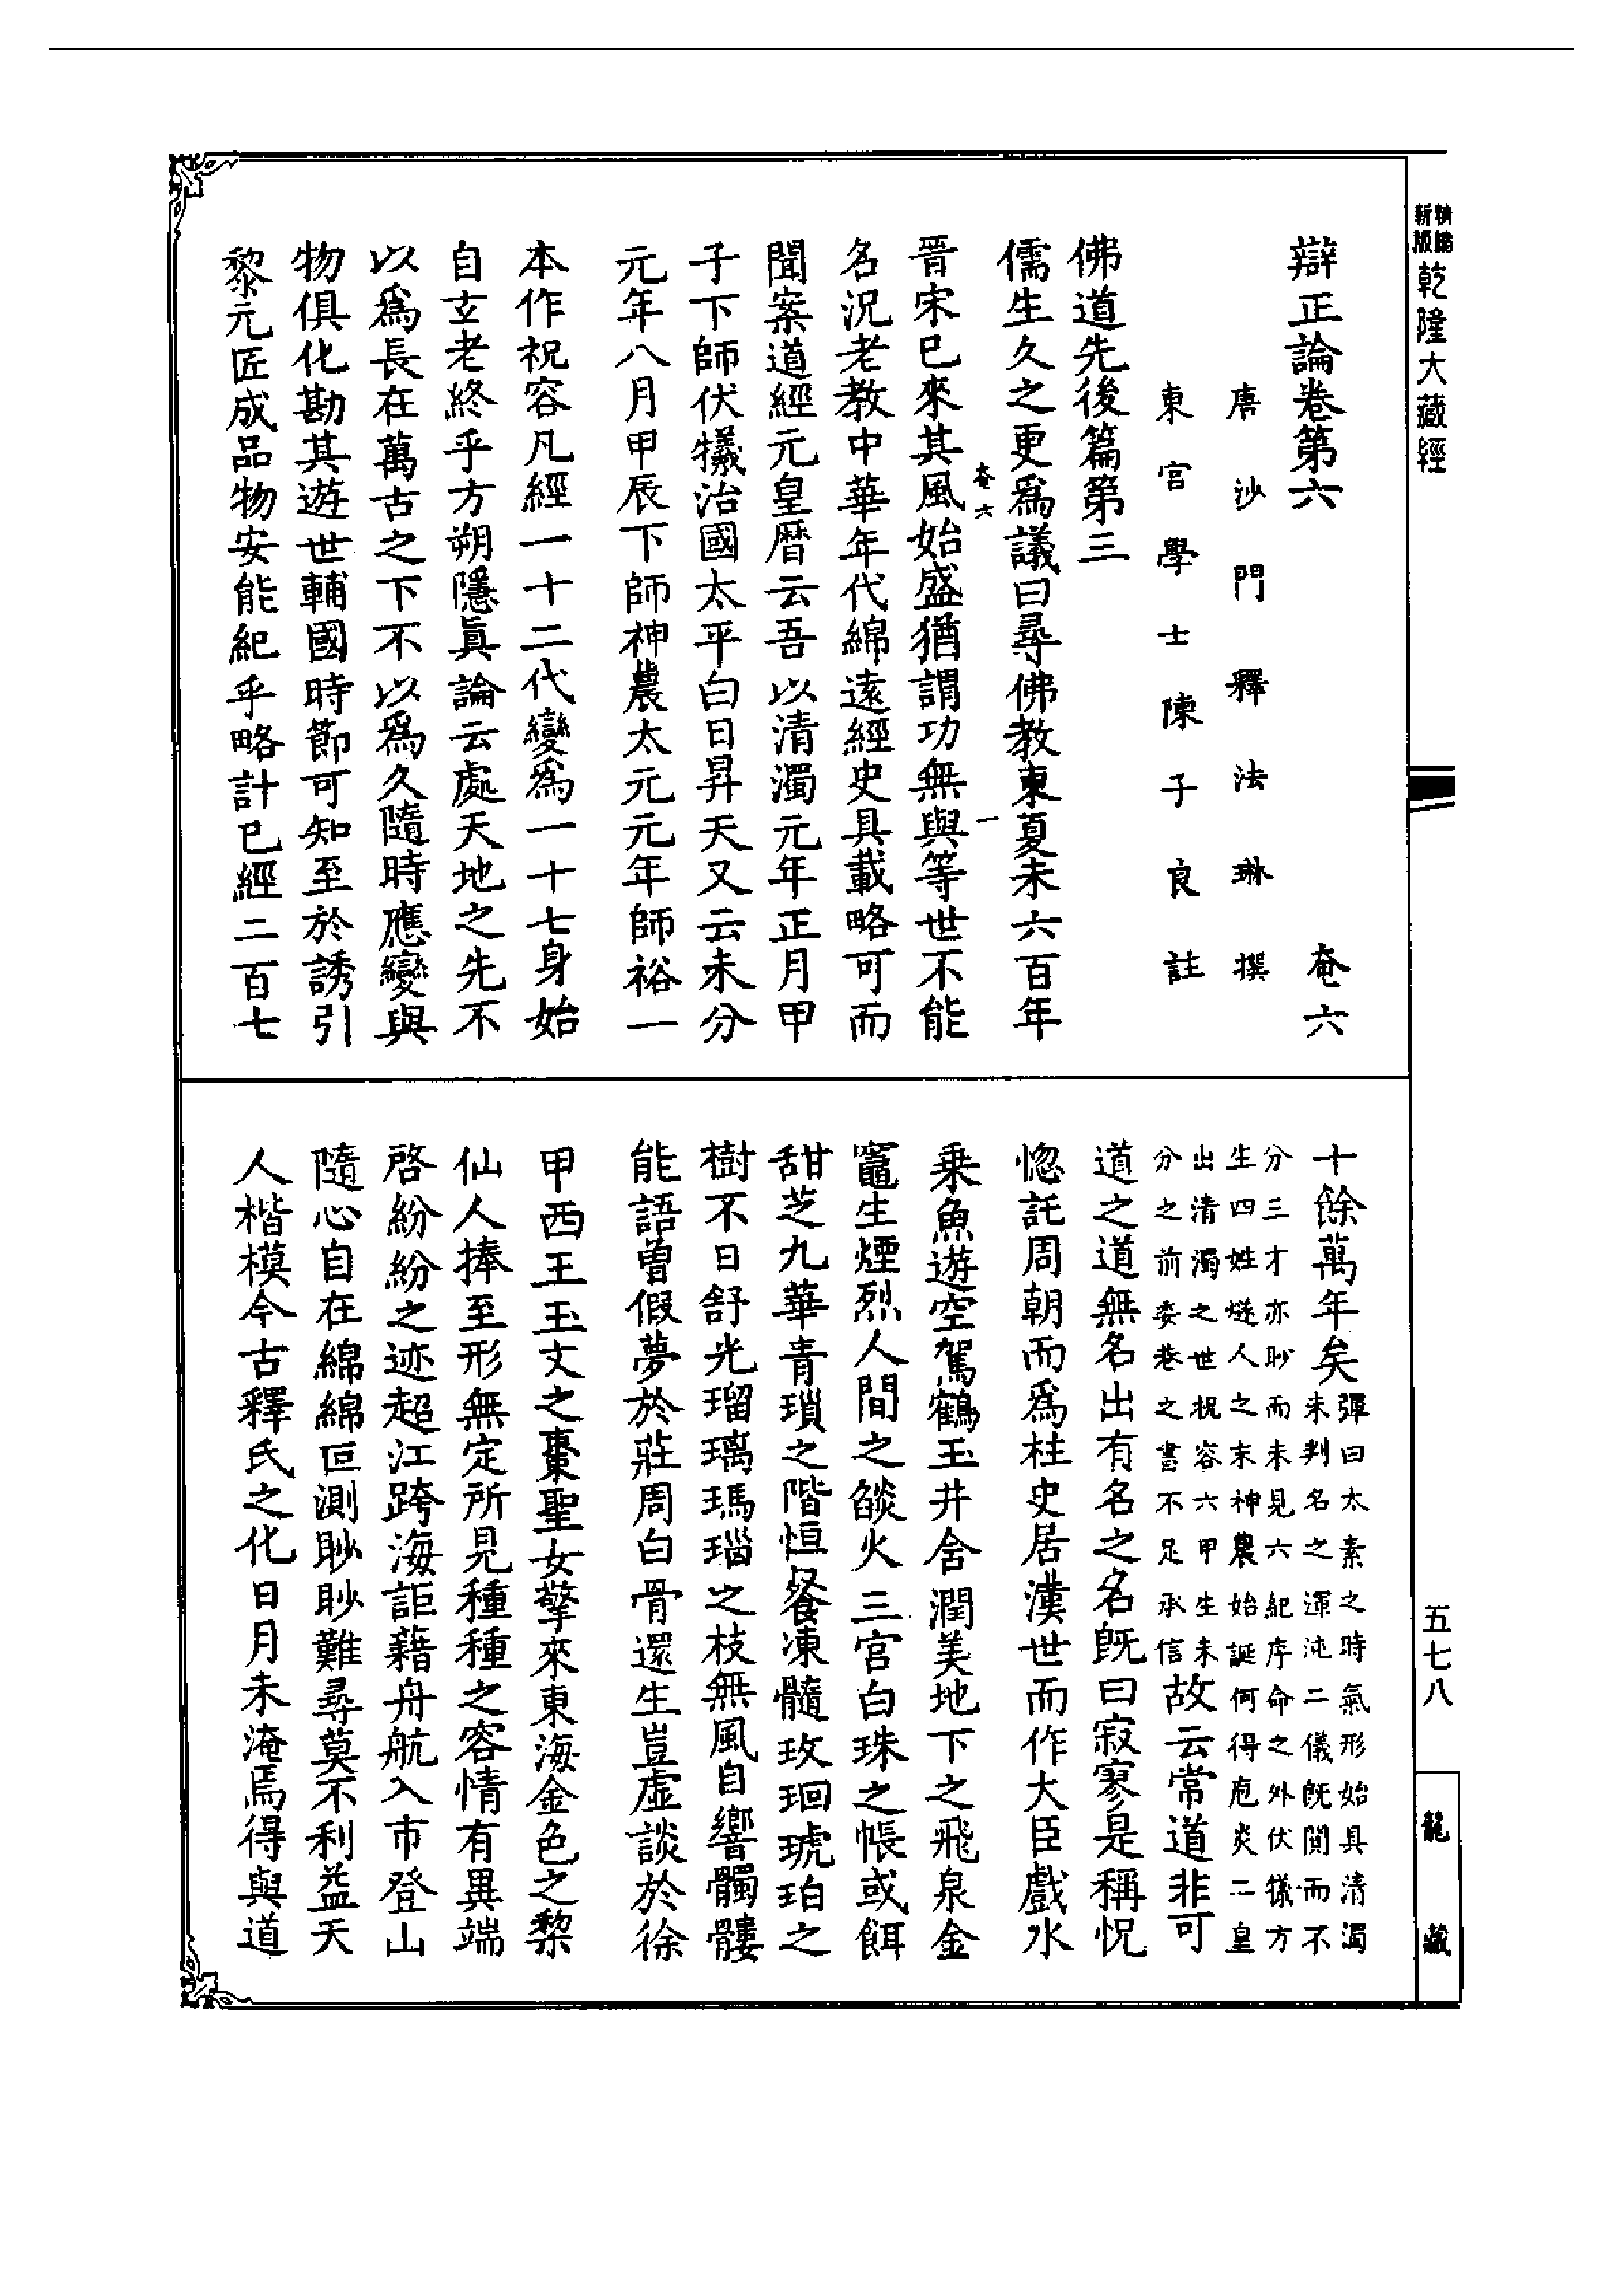 精縮新版乾隆大藏經
辯正論卷第六 奄六
唐沙門釋法琳撰
東宮學士陳子良註
佛道先後篇第三
儒生久之更爲議曰尋佛教東夏未六百年
奄六 一
晉宋已來其風始盛猶謂功無與等世不能
名況老教中華年代綿遠經史具載略可而
聞案道經元皇曆云吾以清濁元年正月甲
子下師伏犧治國太平白日昇天又云未分
元年八月甲辰下師神農太元元年師裕一
本作祝容凡經一十二代變爲一十七身始
自玄老終乎方朔隱眞論云處天地之先不
以爲長在萬古之下不以爲久隨時應變與
物俱化勘其遊世輔國時節可知至於誘引
黎元匠成品物安能紀乎略計已經二百七
十餘萬年矣彈曰太素之時氣形始具清濁
未判名之渾沌二儀既開而不
分三才亦眇而未見六紀序命之外伏犧方
生四姓燧人之末神農始誕何得庖炎二皇
出清濁之世祝容六甲生未
分之前委巷之書不足承信故云常道非可
道之道無名出有名之名既曰寂寥是稱怳
惚託周朝而爲柱史居漢世而作大臣戲水
乗魚遊空駕鶴玉井舍潤美地下之飛泉金
竈生煙烈人間之燄火三宮白珠之帳或餌
甜芝九華青瑣之階恒餐凍髓玫瑰琥珀之
樹不日舒光瑠璃瑪瑙之枝無風自響髑髏
能語曽假夢於莊周白骨還生豈虛談於徐
甲西王玉文之棗聖女擎來東海金色之棃
仙人捧至形無定所見種種之容情有異端
啓紛紛之迹超江跨海詎藉舟航入市登山
隨心自在綿綿叵測眇眇難尋莫不利益天
人楷模今古釋氏之化日月未淹焉得與道
五七八
龍藏